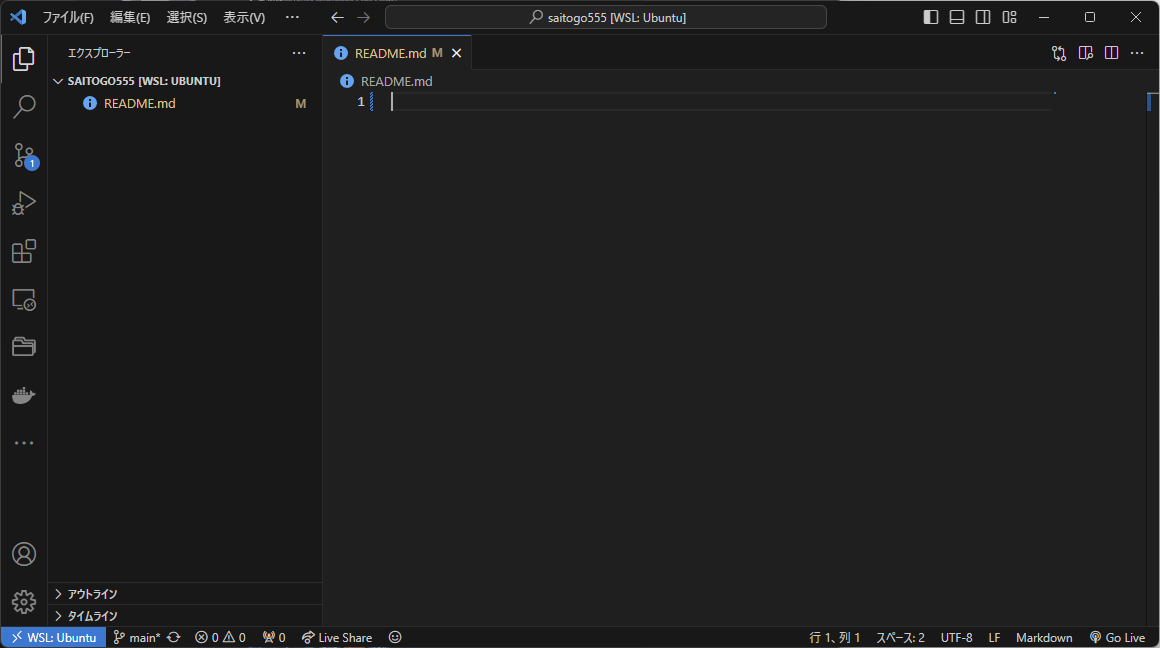 ファイル(F) 編集(E) 選択(S) 表示(V) ··· saitogo555 [WSL: Ubuntu]
エクスプローラー ···
README.md M
SAITOGO555 [WSL: UBUNTU]
README.md M
README.md
1
1
アウトライン
タイムライン
WSL: Ubuntu main* 0 0 0 Live Share 行 1、列 1 スペース: 2 UTF-8 LF Markdown Go Live